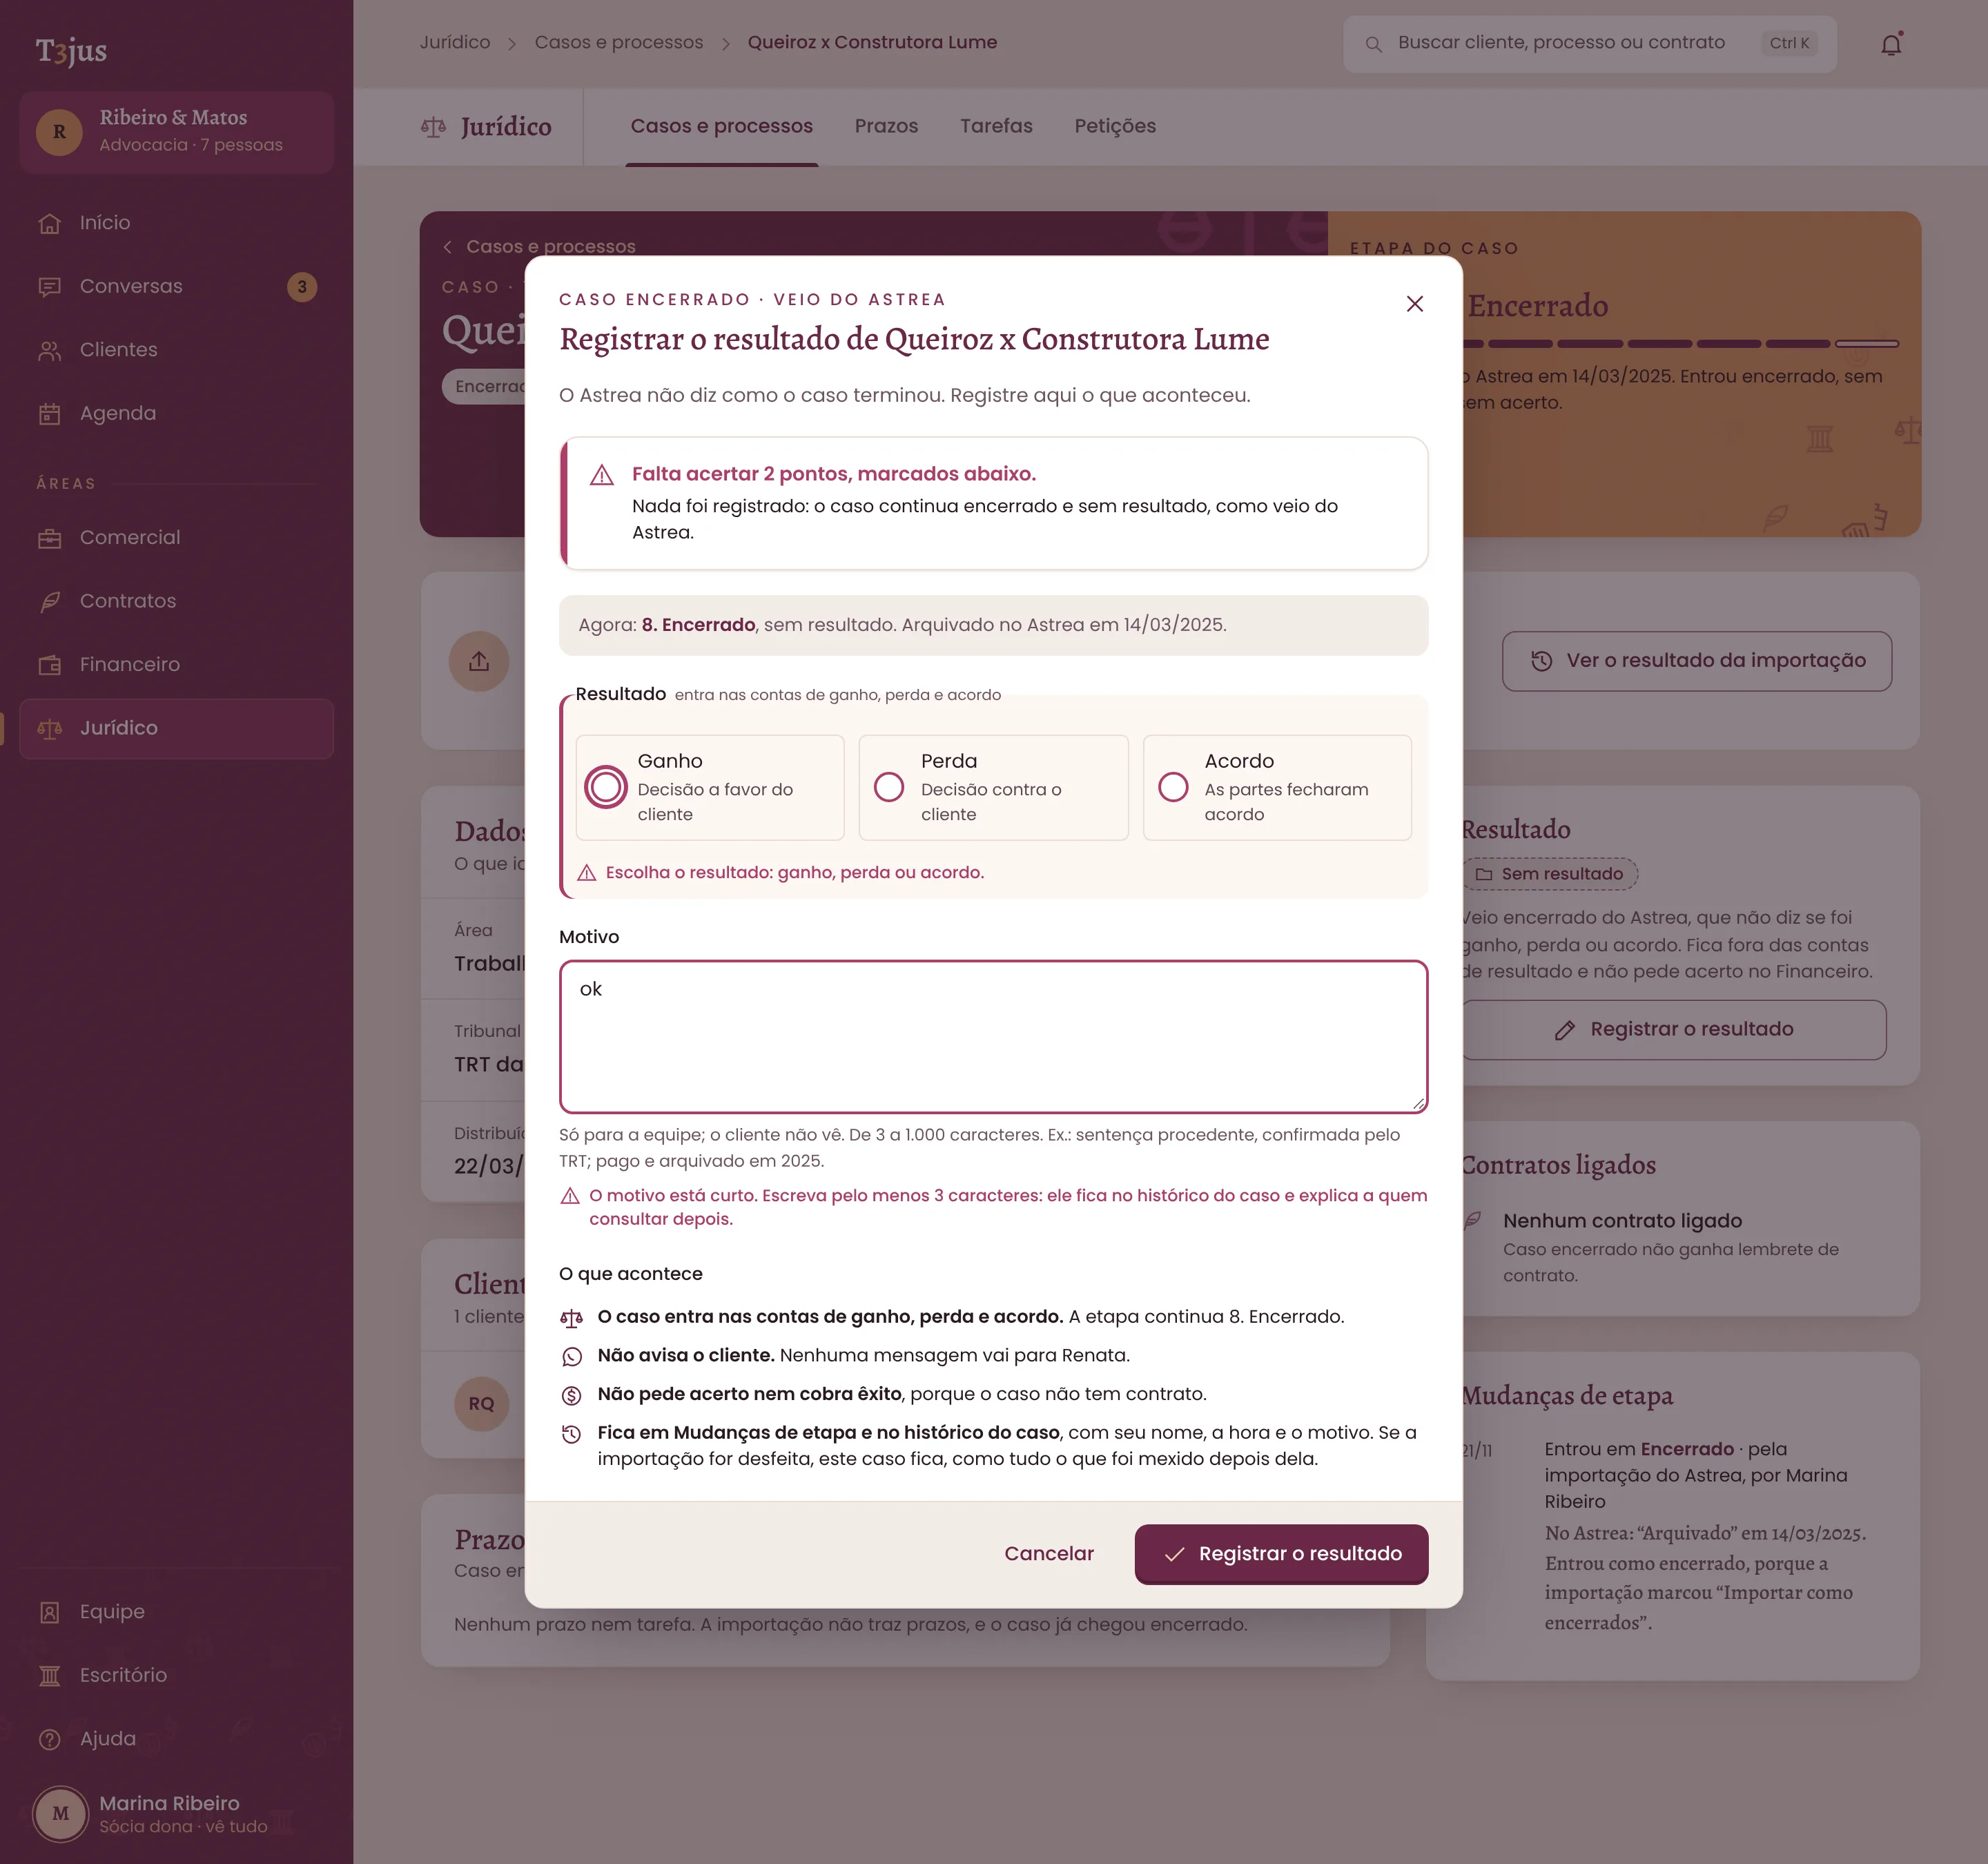 T3jus
R
Ribeiro & Matos
Advocacia · 7 pessoas
Início
Conversas
3
Clientes
Agenda
ÁREAS
Comercial
Contratos
Financeiro
Jurídico
Equipe
Escritório
Ajuda
M
Marina Ribeiro
Sócia dona · vê tudo
Jurídico
Casos e processos
Queiroz x Construtora Lume
Buscar cliente, processo ou contrato
Ctrl K
Jurídico
Casos e processos
Prazos
Tarefas
Petições
Casos e processos
CASO ·
Encerrado
ETAPA DO CASO
Encerrado
Astrea em 14/03/2025. Entrou encerrado, sem
sem acerto.
Ver o resultado da importação
CASO ENCERRADO · VEIO DO ASTREA
Registrar o resultado de Queiroz x Construtora Lume
O Astrea não diz como o caso terminou. Registre aqui o que aconteceu.
Falta acertar 2 pontos, marcados abaixo.
Nada foi registrado: o caso continua encerrado e sem resultado, como veio do
Astrea.
Agora: 8. Encerrado, sem resultado. Arquivado no Astrea em 14/03/2025.
Resultado entra nas contas de ganho, perda e acordo
Ganho
Decisão a favor do
cliente
Perda
Decisão contra o
cliente
Acordo
As partes fecharam
acordo
Escolha o resultado: ganho, perda ou acordo.
Motivo
ok
Só para a equipe; o cliente não vê. De 3 a 1.000 caracteres. Ex.: sentença procedente, confirmada pelo
TRT; pago e arquivado em 2025.
O motivo está curto. Escreva pelo menos 3 caracteres: ele fica no histórico do caso e explica a quem
consultar depois.
O que acontece
O caso entra nas contas de ganho, perda e acordo. A etapa continua 8. Encerrado.
Não avisa o cliente. Nenhuma mensagem vai para Renata.
Não pede acerto nem cobra êxito, porque o caso não tem contrato.
Fica em Mudanças de etapa e no histórico do caso, com seu nome, a hora e o motivo. Se a
importação for desfeita, este caso fica, como tudo o que foi mexido depois dela.
Cancelar
Registrar o resultado
Dados
O que
Área
Tribunal
TRT da
22/03/
1 cliente
RQ
Caso
Nenhum prazo nem tarefa. A importação não traz prazos, e o caso já chegou encerrado.
Resultado
Sem resultado
Veio encerrado do Astrea, que não diz se foi
ganho, perda ou acordo. Fica fora das contas
de resultado e não pede acerto no Financeiro.
Registrar o resultado
Contratos ligados
Nenhum contrato ligado
Caso encerrado não ganha lembrete de
contrato.
Mudanças de etapa
21/11
Entrou em Encerrado · pela
importação do Astrea, por Marina
Ribeiro
No Astrea: “Arquivado” em 14/03/2025.
Entrou como encerrado, porque a
importação marcou “Importar como
encerrados”.